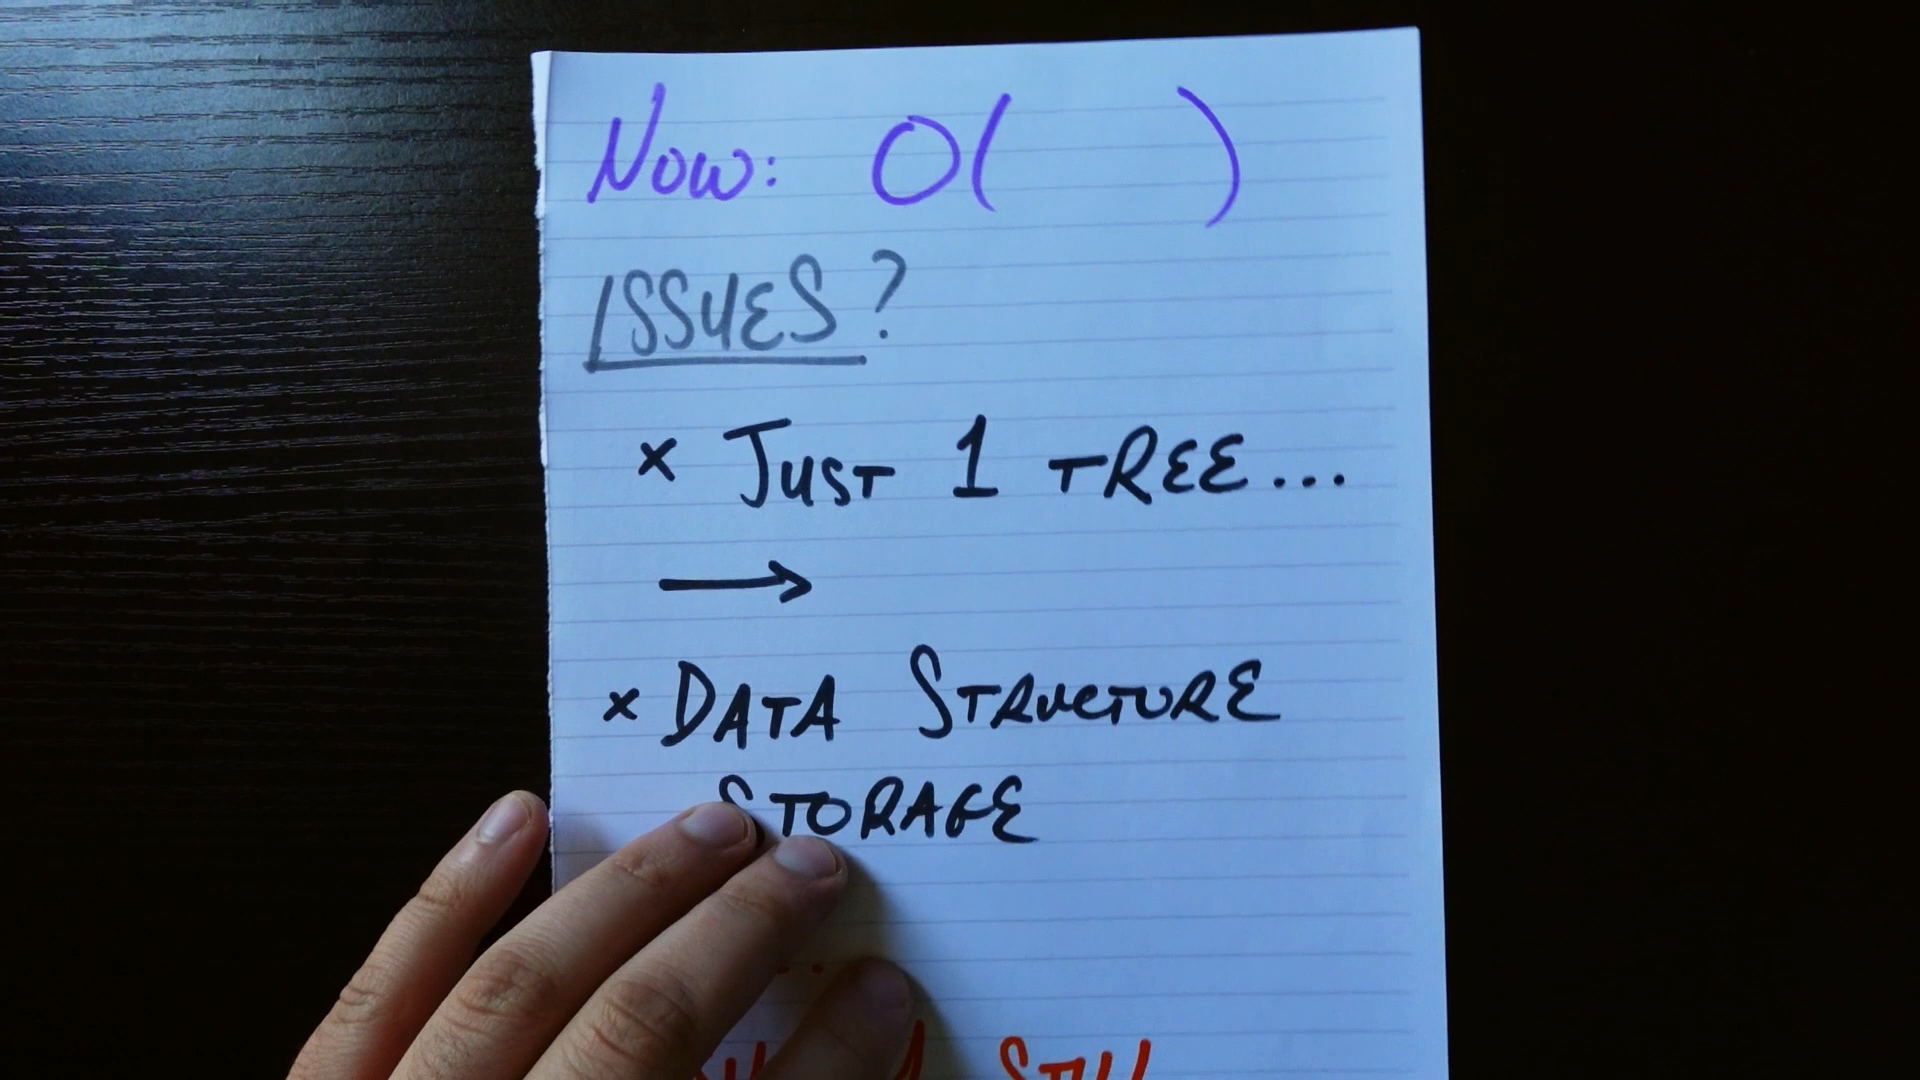 Now: O( )
ISSUES?
× JUST 1 TREE...
→
× DATA STRUCTURE
STORAGE